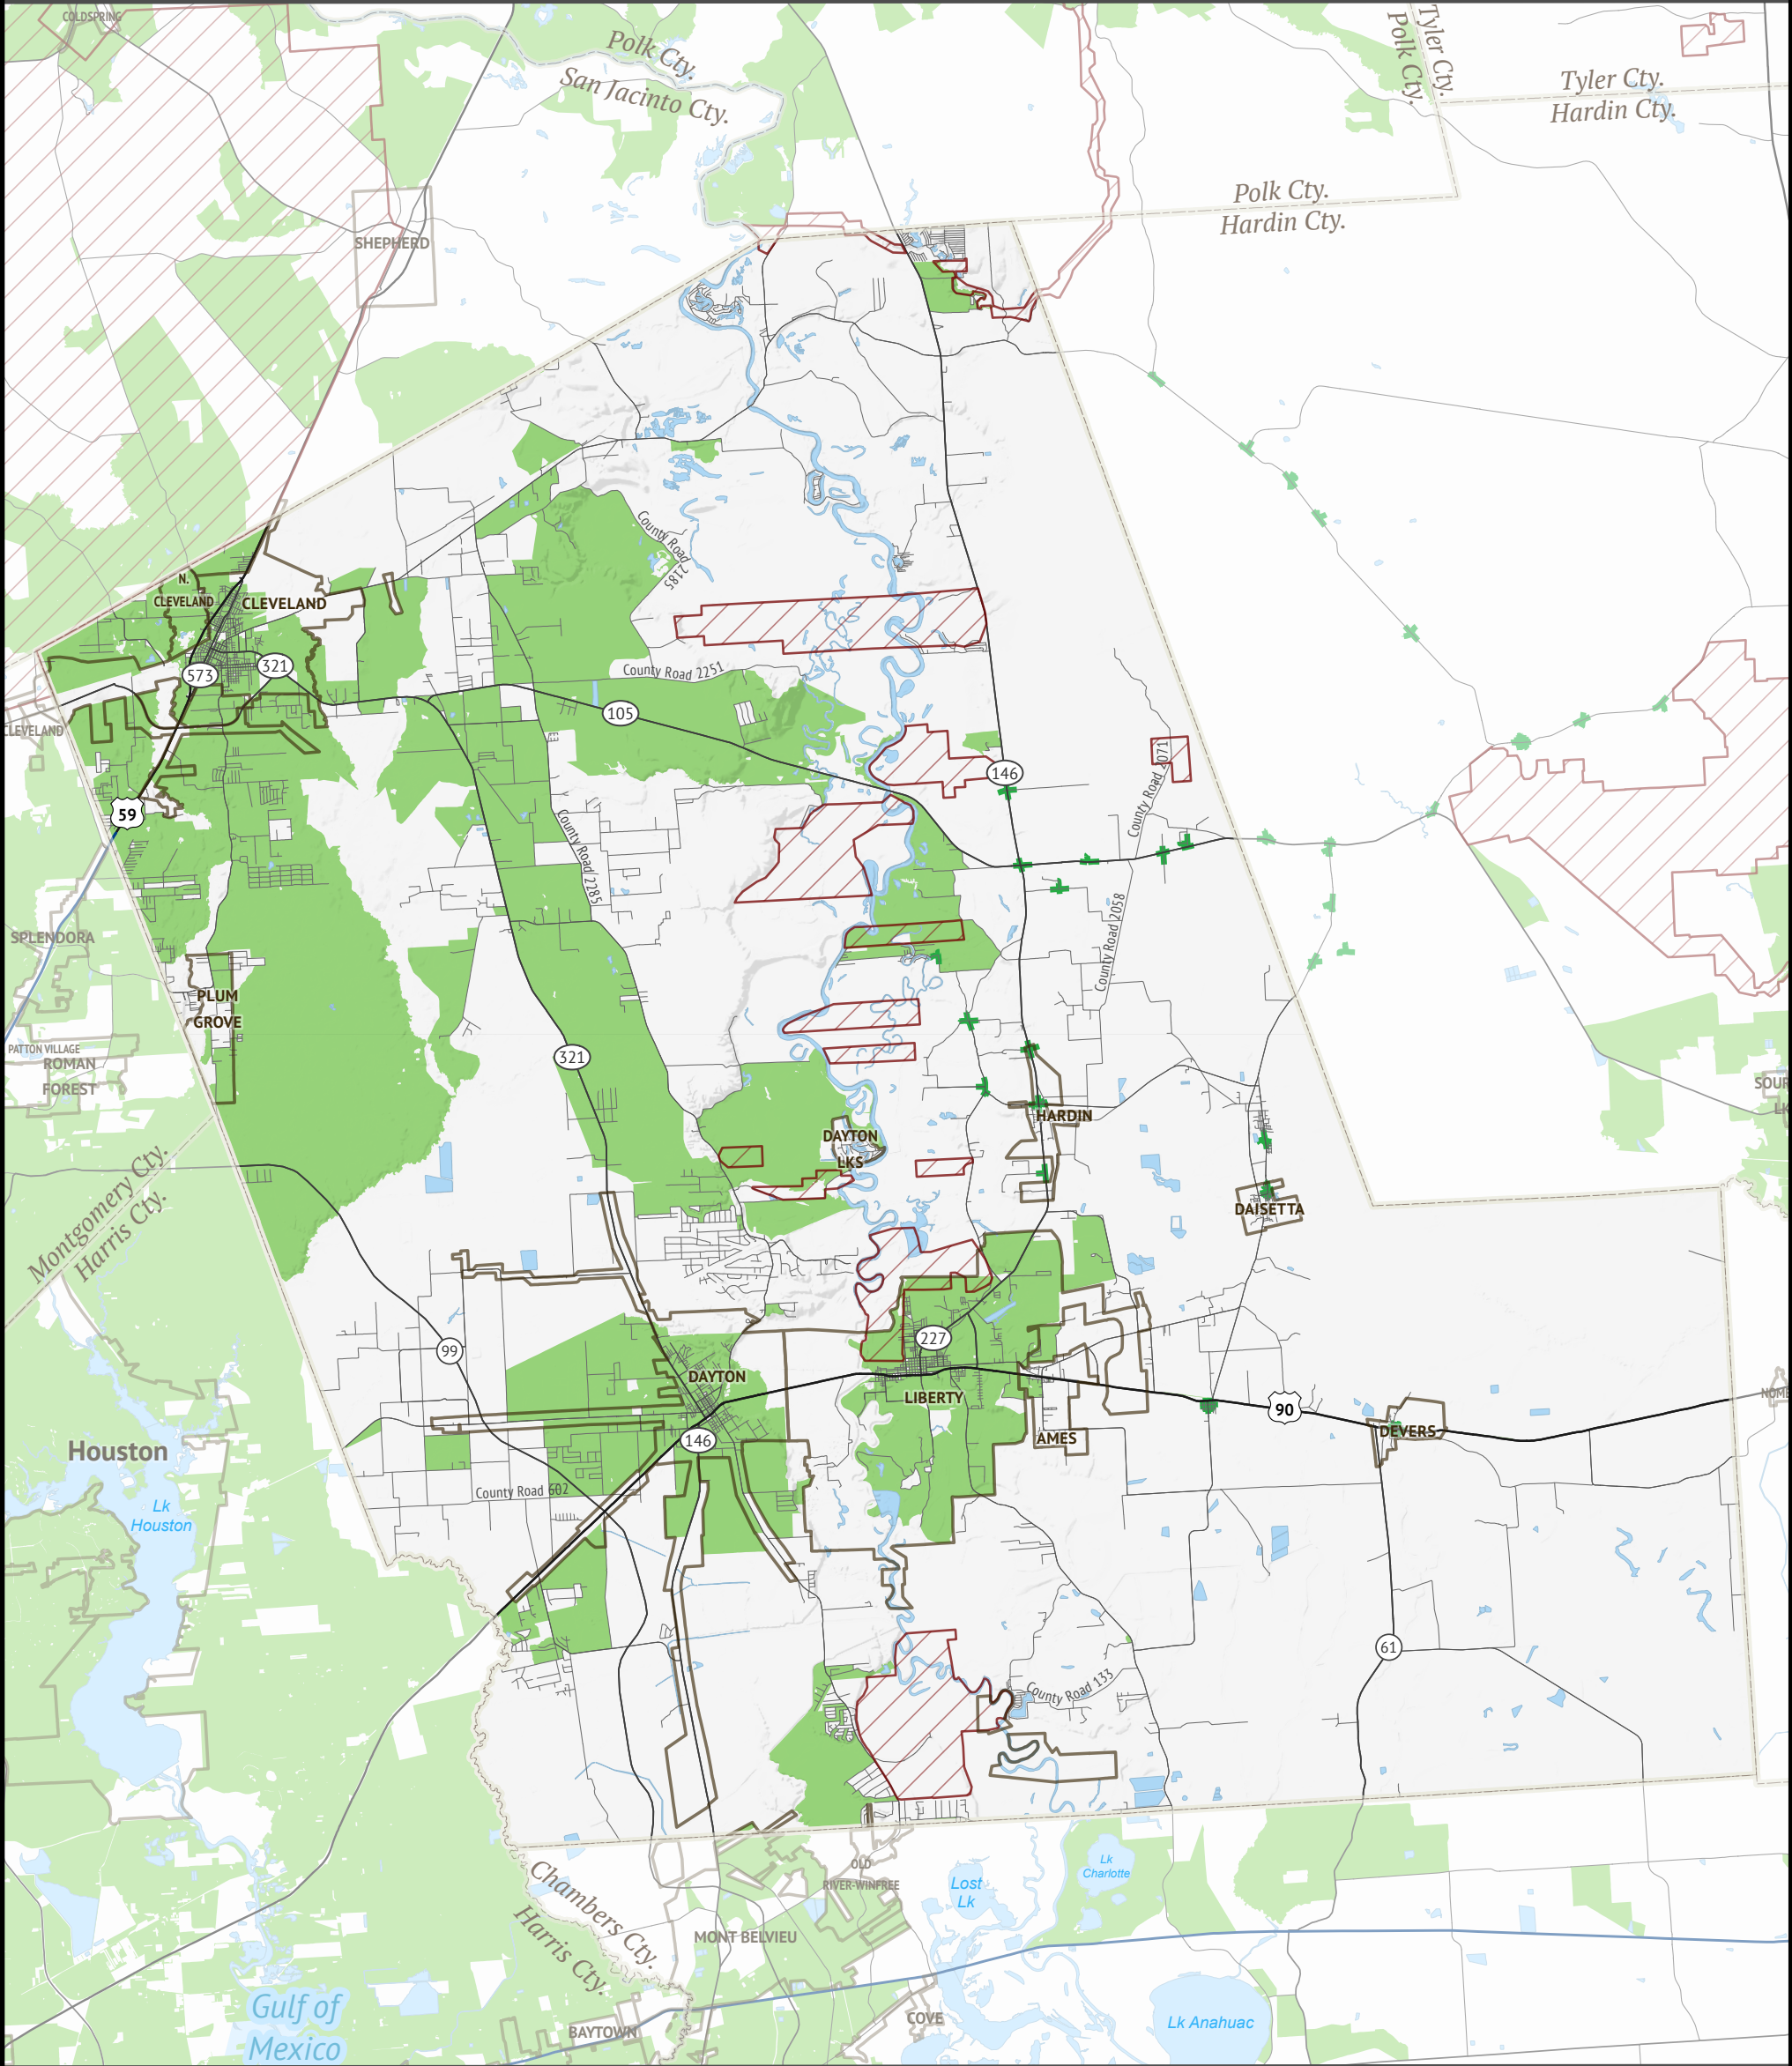 COLDSPRING
Polk Cty.
San Jacinto Cty.
Tyler Cty.
Polk Cty.
Tyler Cty.
Hardin Cty.
Polk Cty.
Hardin Cty.
SHEPHERD
County Road 2185
N.
CLEVELAND
CLEVELAND
573
321
County Road 2251
105
CLEVELAND
146
County Road 2071
59
County Road 2285
County Road 2058
SPLENDORA
PLUM
GROVE
PATTON VILLAGE
ROMAN
FOREST
321
SOUR
LK
HARDIN
DAYTON
LKS
DAISETTA
Montgomery Cty.
Harris Cty.
99
227
DAYTON
LIBERTY
90
NOME
DEVERS
AMES
146
Houston
County Road 602
Lk
Houston
61
County Road 133
OLD
RIVER-WINFREE
Lost
Lk
Lk
Charlotte
Chambers Cty.
Harris Cty.
MONT BELVIEU
Gulf of
Mexico
BAYTOWN
COVE
Lk Anahuac